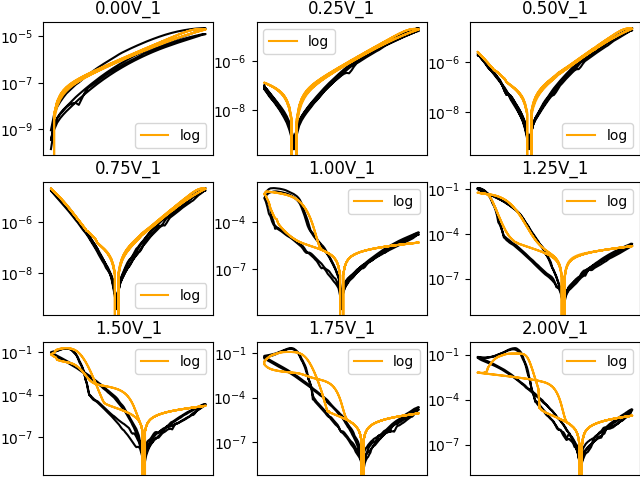 0.00V_1
0.25V_1
0.50V_1
10⁻⁵
10⁻⁷
10⁻⁹
log
10⁻⁶
10⁻⁸
log
10⁻⁶
10⁻⁸
log
0.75V_1
1.00V_1
1.25V_1
10⁻⁶
10⁻⁸
log
10⁻⁴
10⁻⁷
log
10⁻¹
10⁻⁴
10⁻⁷
log
1.50V_1
1.75V_1
2.00V_1
10⁻¹
10⁻⁴
10⁻⁷
log
10⁻¹
10⁻⁴
10⁻⁷
log
10⁻¹
10⁻⁴
10⁻⁷
log